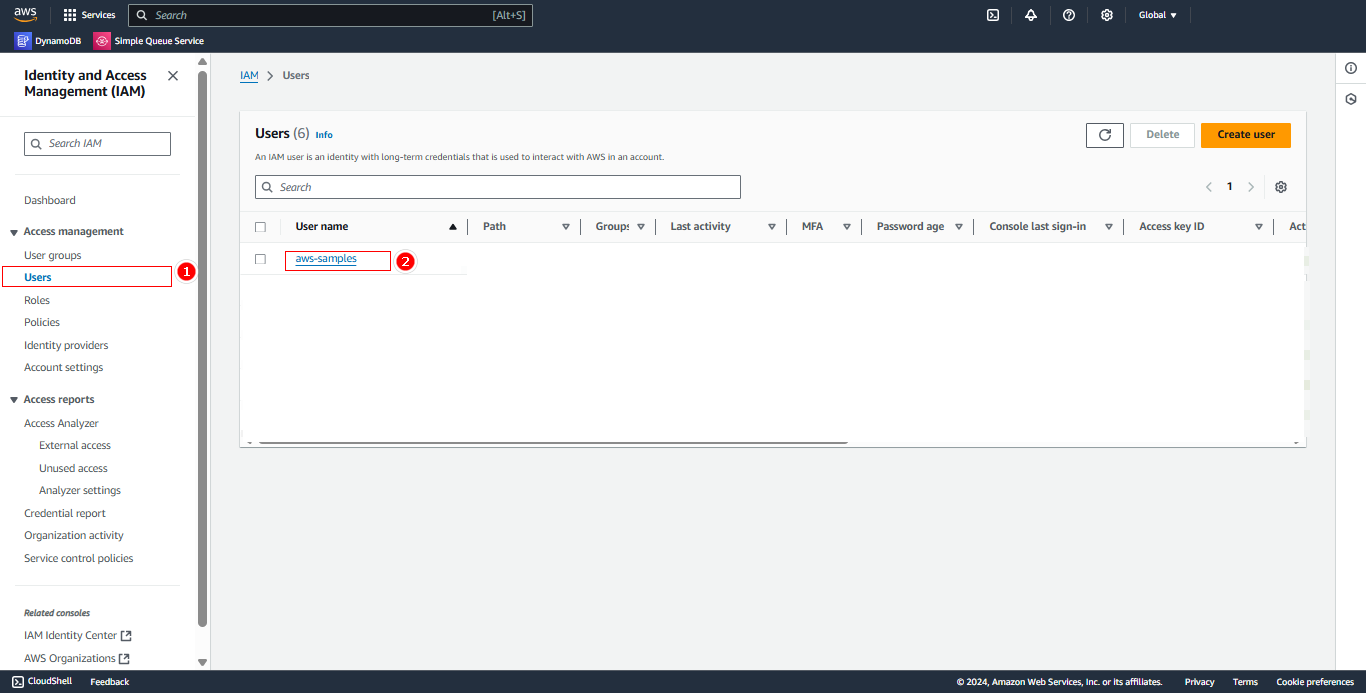 aws
Services
Search
[Alt+S]
Global
DynamoDB
Simple Queue Service
Identity and Access
Management (IAM)
Search IAM
Dashboard
Access management
User groups
Users
1
Roles
Policies
Identity providers
Account settings
Access reports
Access Analyzer
External access
Unused access
Analyzer settings
Credential report
Organization activity
Service control policies
Related consoles
IAM Identity Center
AWS Organizations
IAM > Users
Users (6) Info
An IAM user is an identity with long-term credentials that is used to interact with AWS in an account.
Delete
Create user
Search
1
User name
Path
Groups
Last activity
MFA
Password age
Console last sign-in
Access key ID
Act
aws-samples
2
CloudShell
Feedback
© 2024, Amazon Web Services, Inc. or its affiliates.
Privacy
Terms
Cookie preferences